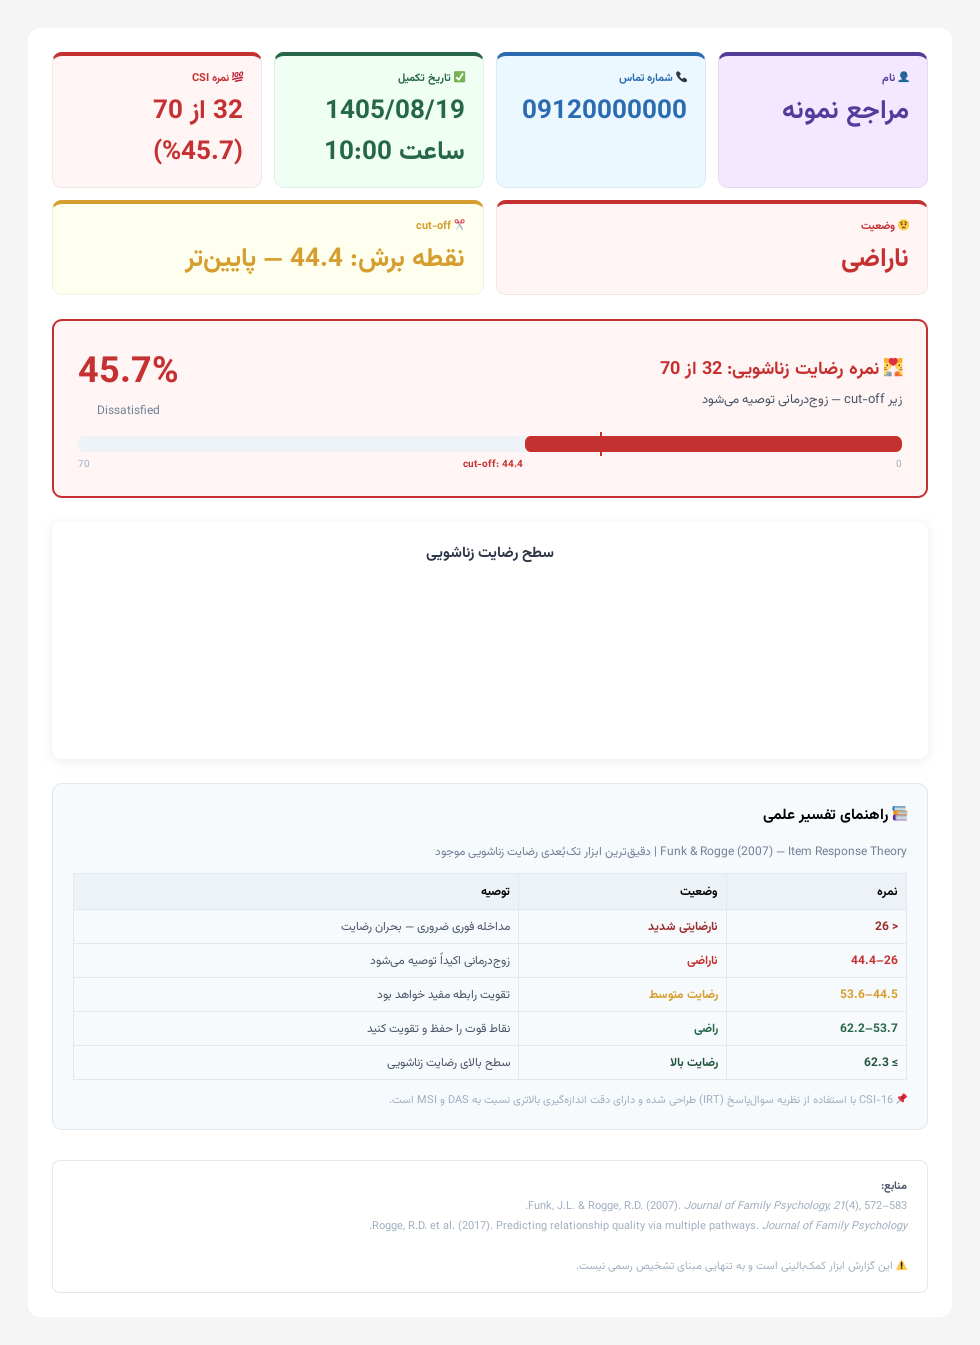 👤 نام
مراجع نمونه
📞 شماره تماس
09120000000
✅ تاریخ تکمیل
1405/08/19
ساعت 10:00
💯 نمره CSI
32 از 70
(45.7%)
🤨 وضعیت
ناراضی
✂️ cut-off
نقطه برش: 44.4 — پایین‌تر
💑 نمره رضایت زناشویی: 32 از 70
زیر cut-off — زوج‌درمانی توصیه می‌شود
45.7%
Dissatisfied
0
cut-off: 44.4
70
سطح رضایت زناشویی
📚 راهنمای تفسیر علمی
Funk & Rogge (2007) — Item Response Theory | دقیق‌ترین ابزار تک‌بُعدی رضایت زناشویی موجود
نمره وضعیت توصیه
< 26 نارضایتی شدید مداخله فوری ضروری — بحران رضایت
26–44.4 ناراضی زوج‌درمانی اکیداً توصیه می‌شود
44.5–53.6 رضایت متوسط تقویت رابطه مفید خواهد بود
53.7–62.2 راضی نقاط قوت را حفظ و تقویت کنید
≥ 62.3 رضایت بالا سطح بالای رضایت زناشویی
📌 CSI-16 با استفاده از نظریه سوال‌پاسخ (IRT) طراحی شده و دارای دقت اندازه‌گیری بالاتری نسبت به DAS و MSI است.
منابع:
Funk, J.L. & Rogge, R.D. (2007). Journal of Family Psychology, 21(4), 572–583.
Rogge, R.D. et al. (2017). Predicting relationship quality via multiple pathways. Journal of Family Psychology.
⚠️ این گزارش ابزار کمک‌بالینی است و به تنهایی مبنای تشخیص رسمی نیست.